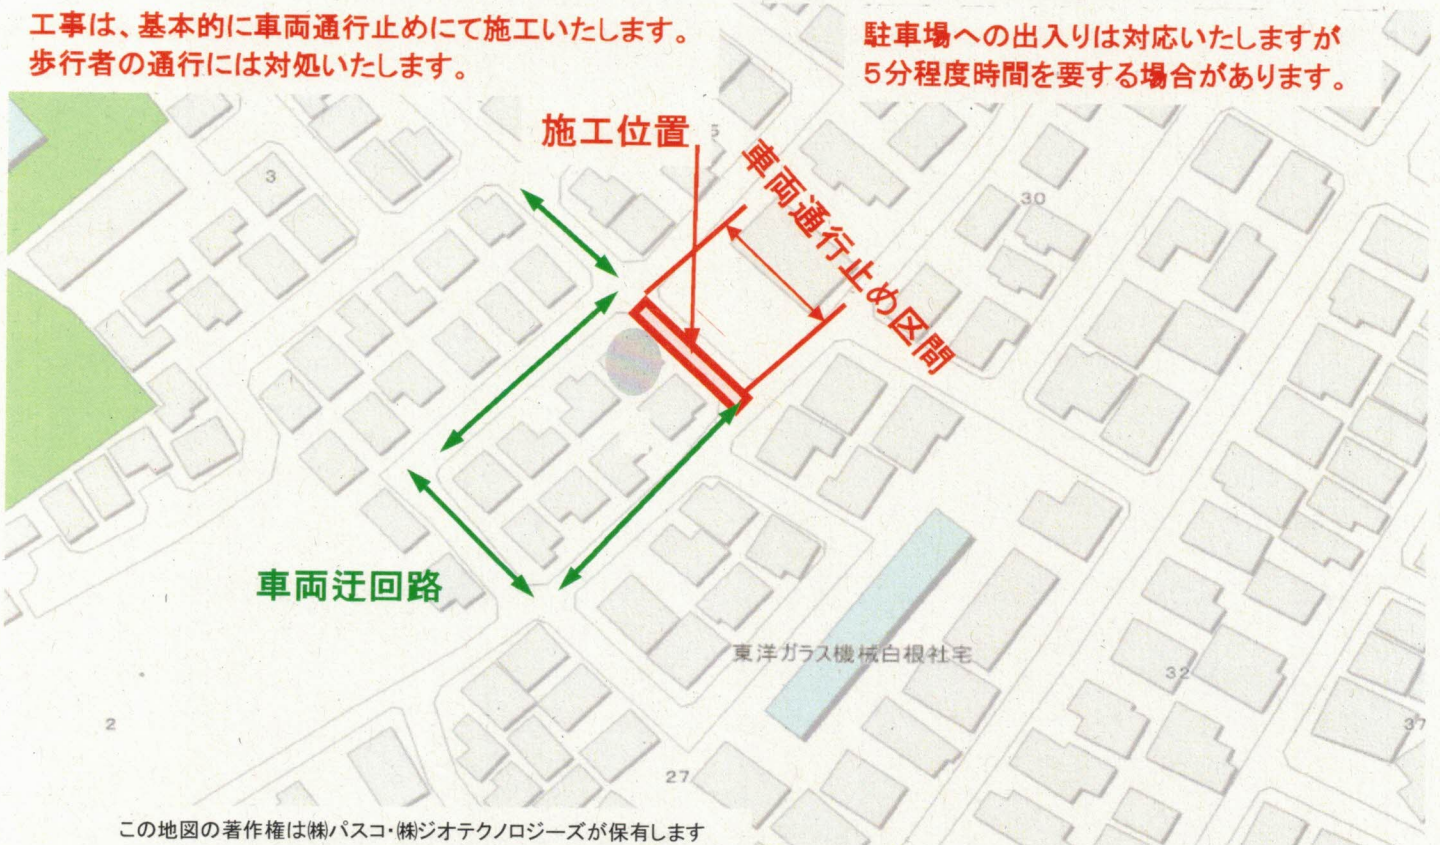 工事は、基本的に車両通行止めにて施工いたします。
歩行者の通行には対処いたします。
駐車場への出入りは対応いたしますが
5分程度時間を要する場合があります。
施工位置
車両通行止め区間
3
30
車両迂回路
東洋ガラス機械白根社宅
32
2
37
27
この地図の著作権は㈱パスコ・㈱ジオテクノロジーズが保有します